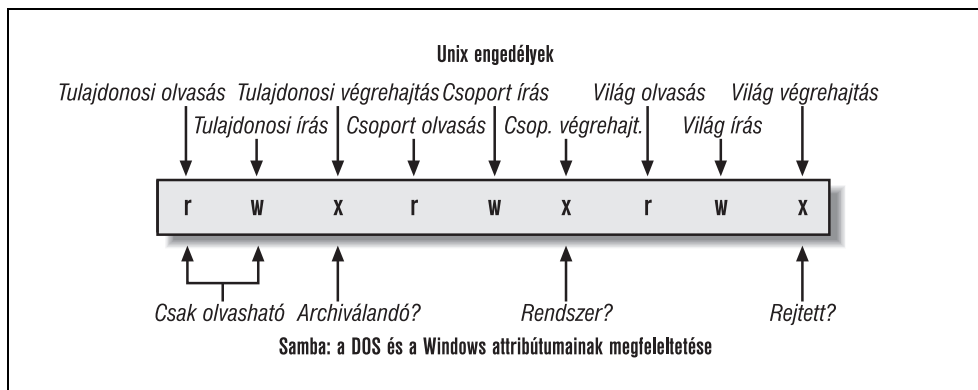 Unix engedélyek
Tulajdonosi olvasás Tulajdonosi végrehajtás Csoport írás Világ olvasás Világ végrehajtás
Tulajdonosi írás Csoport olvasás Csop. végrehajt. Világ írás
r w x r w x r w x
Csak olvasható Archiválandó? Rendszer? Rejtett?
Samba: a DOS és a Windows attribútumainak megfeleltetése